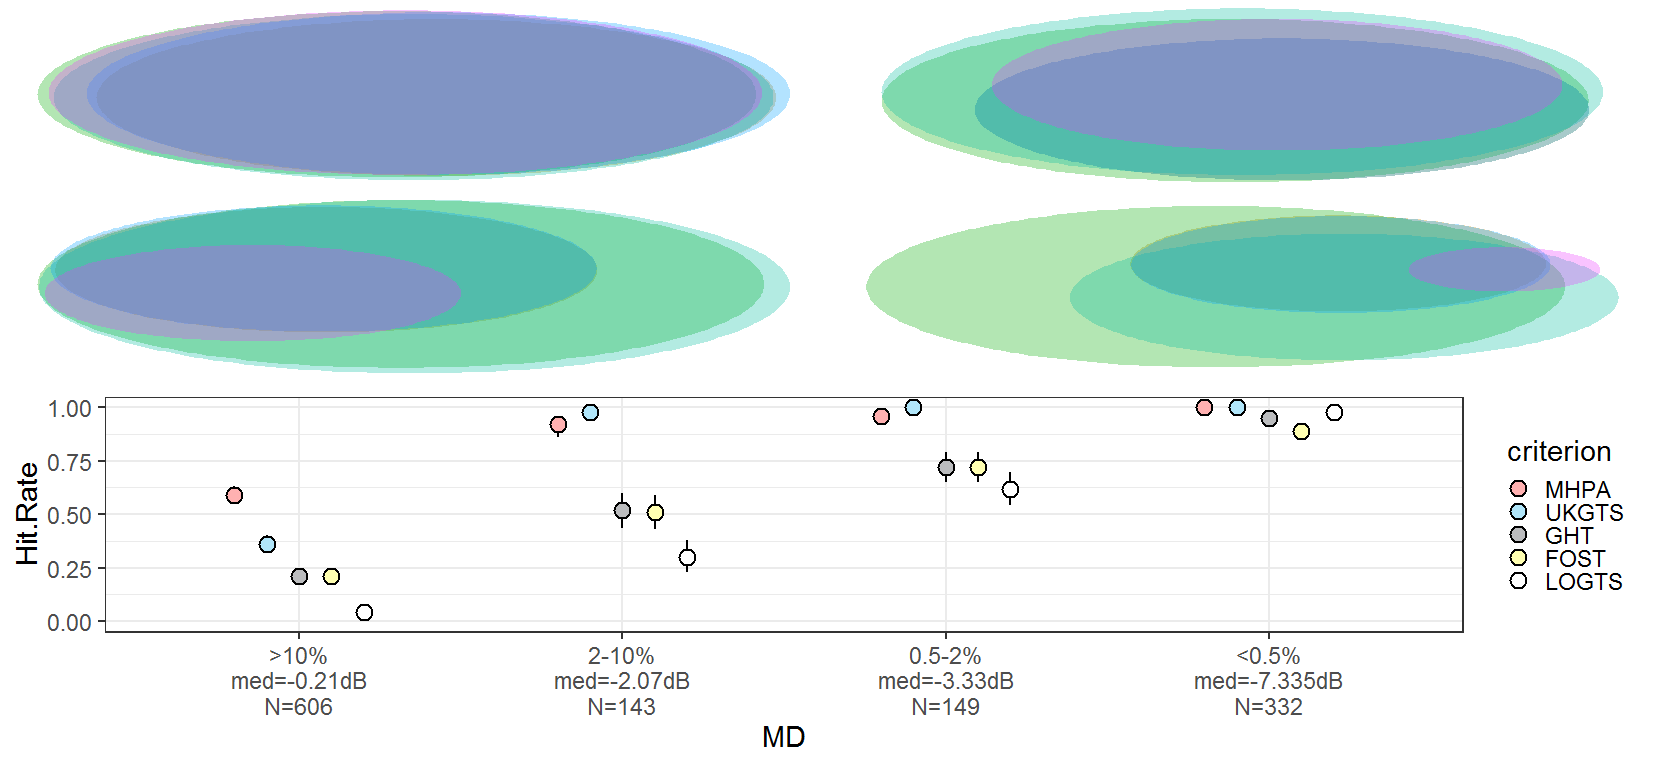 1.00
0.75
0.50
0.25
0.00
Hit.Rate
>10%
med=-0.21dB
N=606
2-10%
med=-2.07dB
N=143
0.5-2%
med=-3.33dB
N=149
<0.5%
med=-7.335dB
N=332
MD
criterion
MHPA
UKGTS
GHT
FOST
LOGTS